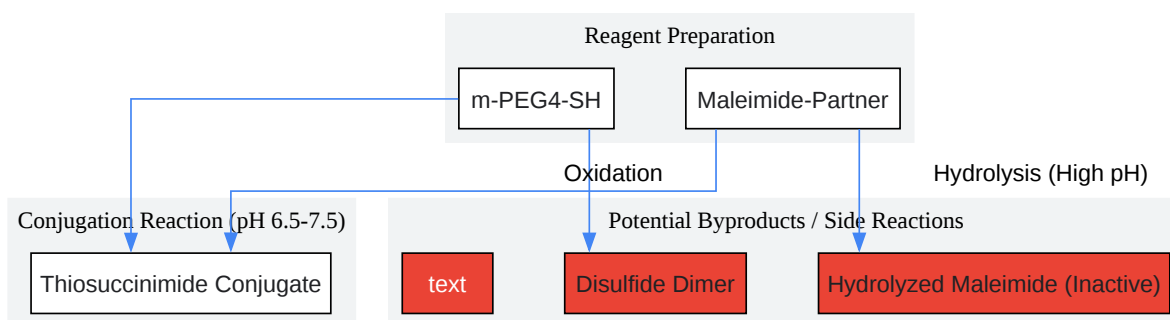 Reagent Preparation
m-PEG4-SH
Maleimide-Partner
Oxidation
Hydrolysis (High pH)
Conjugation Reaction (pH 6.5-7.5)
Potential Byproducts / Side Reactions
Thiosuccinimide Conjugate
text
Disulfide Dimer
Hydrolyzed Maleimide (Inactive)